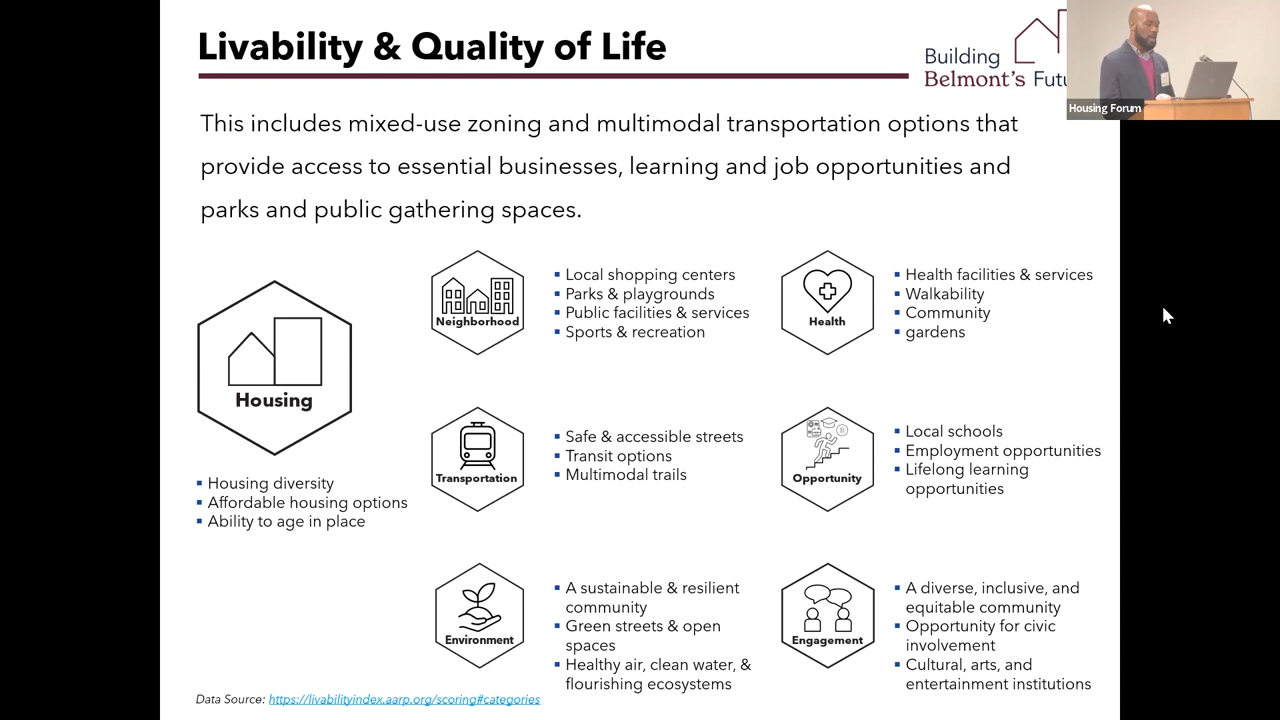 Livability & Quality of Life
Building
Belmont's Futu
Housing Forum
This includes mixed-use zoning and multimodal transportation options that
provide access to essential businesses, learning and job opportunities and
parks and public gathering spaces.
Housing
▪ Housing diversity
▪ Affordable housing options
▪ Ability to age in place
Neighborhood
▪ Local shopping centers
▪ Parks & playgrounds
▪ Public facilities & services
▪ Sports & recreation
Health
▪ Health facilities & services
▪ Walkability
▪ Community
▪ gardens
Transportation
▪ Safe & accessible streets
▪ Transit options
▪ Multimodal trails
Opportunity
▪ Local schools
▪ Employment opportunities
▪ Lifelong learning
opportunities
Environment
▪ A sustainable & resilient
community
▪ Green streets & open
spaces
▪ Healthy air, clean water, &
flourishing ecosystems
Engagement
▪ A diverse, inclusive, and
equitable community
▪ Opportunity for civic
involvement
▪ Cultural, arts, and
entertainment institutions
Data Source: https://livabilityindex.aarp.org/scoring#categories